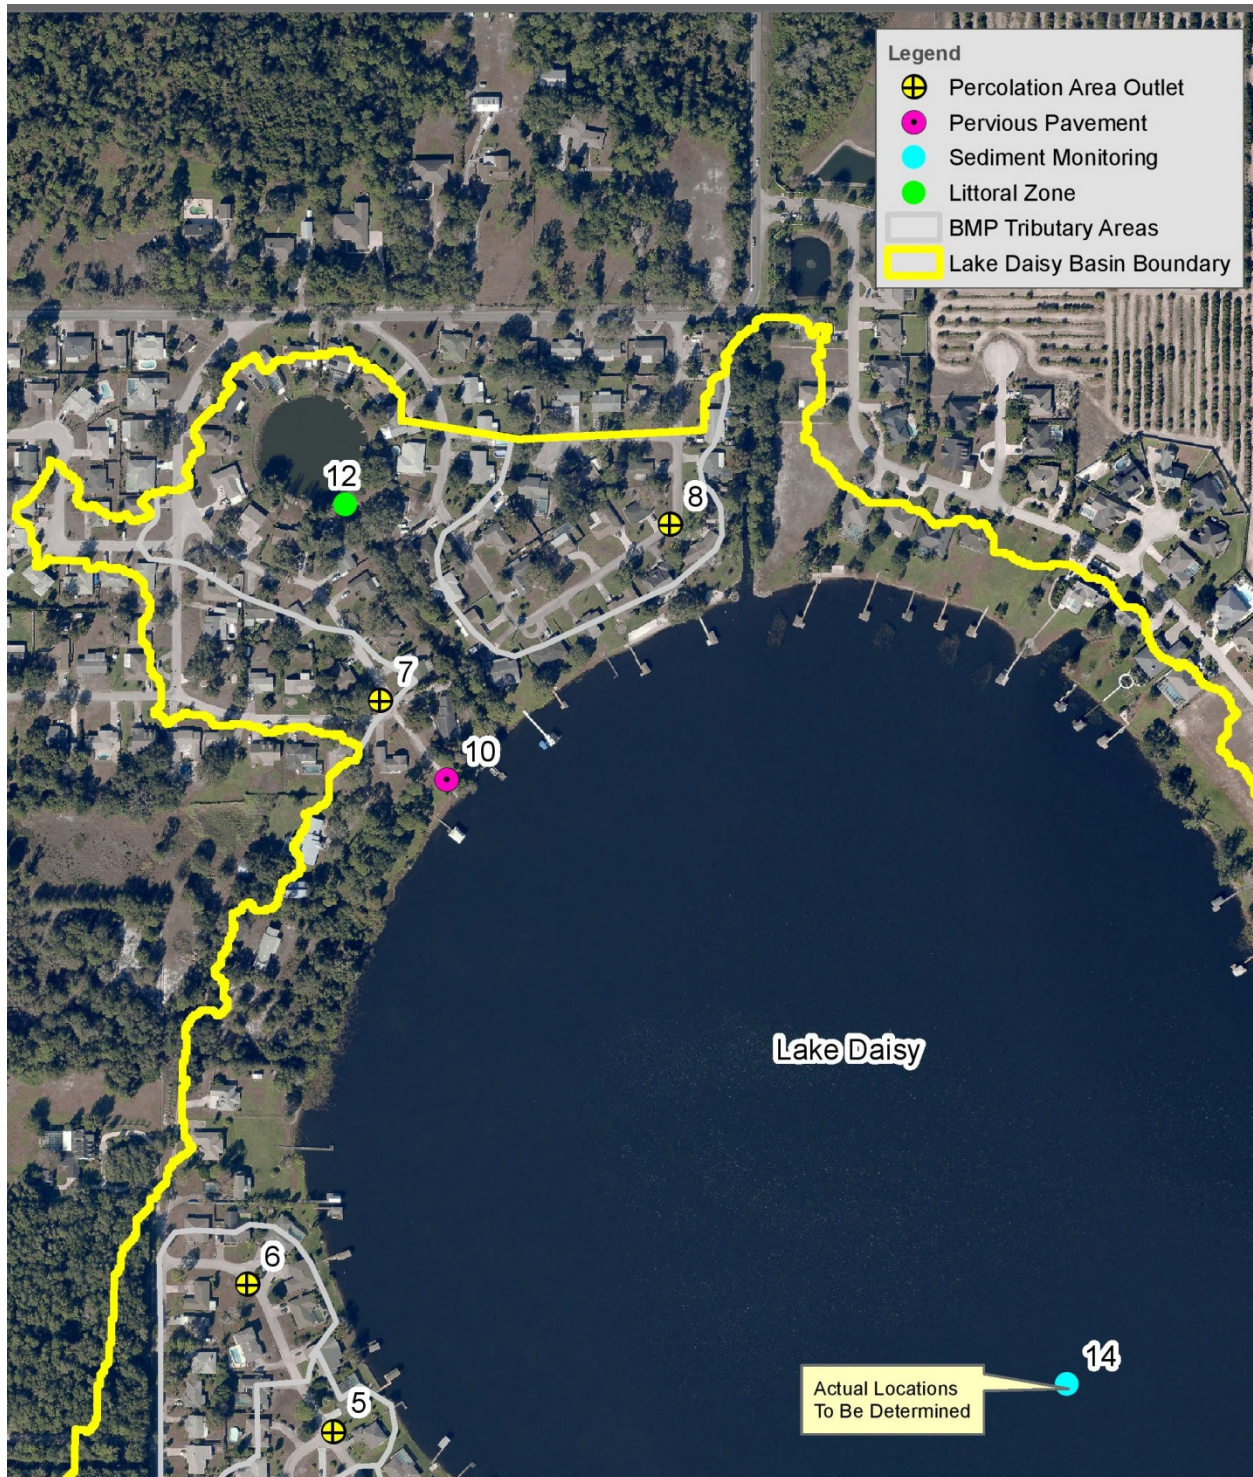 Legend
Percolation Area Outlet
Pervious Pavement
Sediment Monitoring
Littoral Zone
BMP Tributary Areas
Lake Daisy Basin Boundary
12
8
7
10
Lake Daisy
6
14
Actual Locations
To Be Determined
5